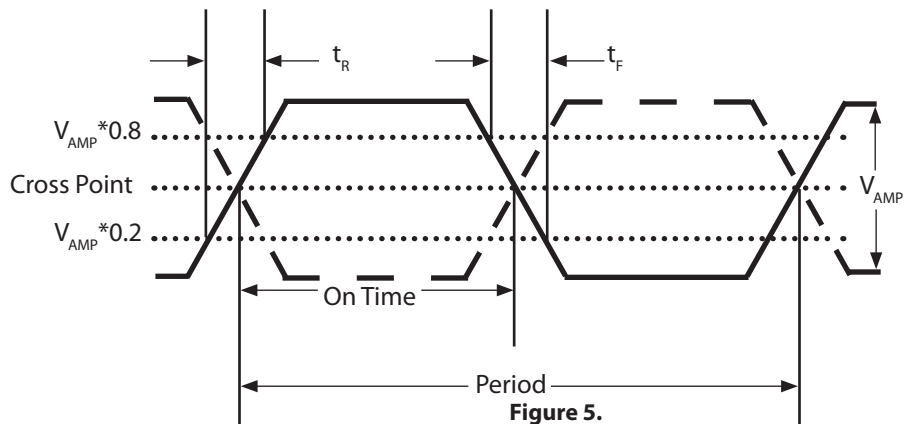 t_R
t_F
V_AMP*0.8
Cross Point
V_AMP
V_AMP*0.2
On Time
Period
Figure 5.